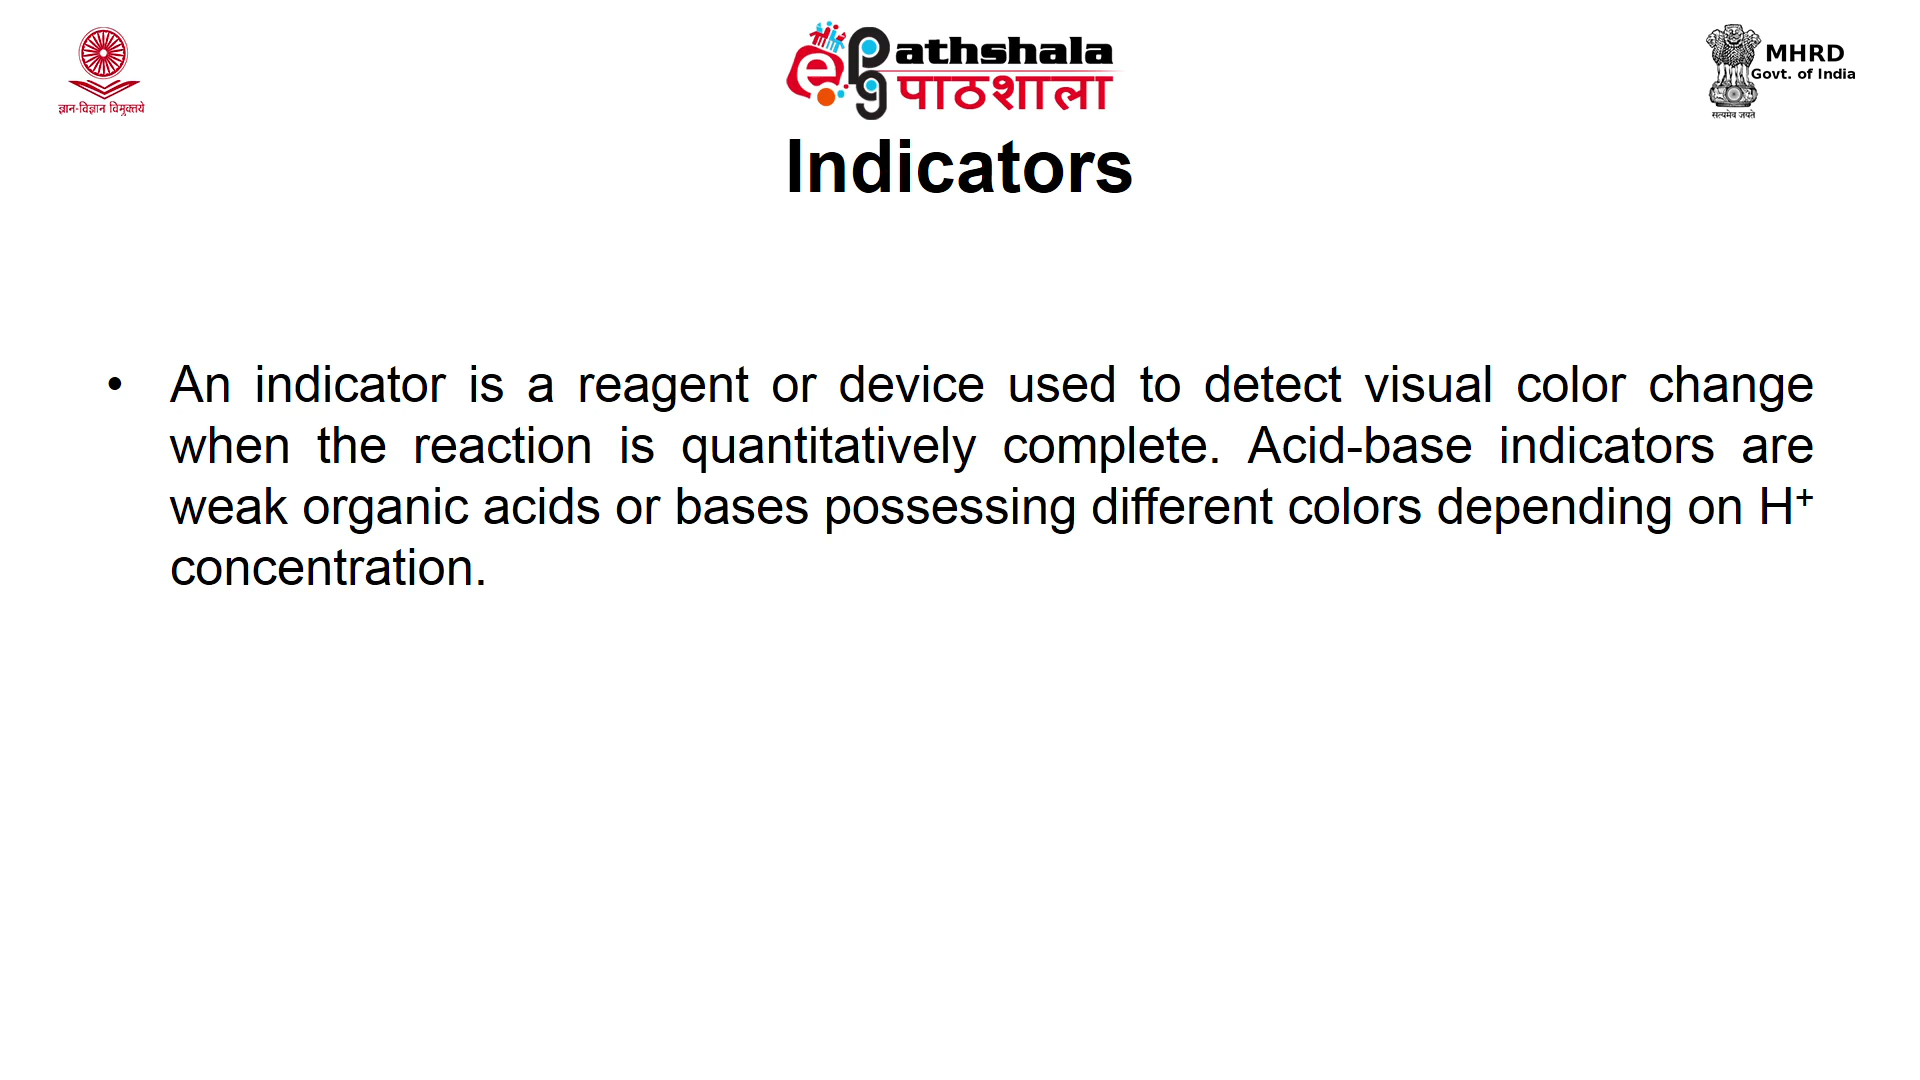 ज्ञान-विज्ञान विमुक्तये
e PG athshala
पाठशाला
MHRD
Govt. of India
सत्यमेव जयते
Indicators
• An indicator is a reagent or device used to detect visual color change
when the reaction is quantitatively complete. Acid-base indicators are
weak organic acids or bases possessing different colors depending on H⁺
concentration.